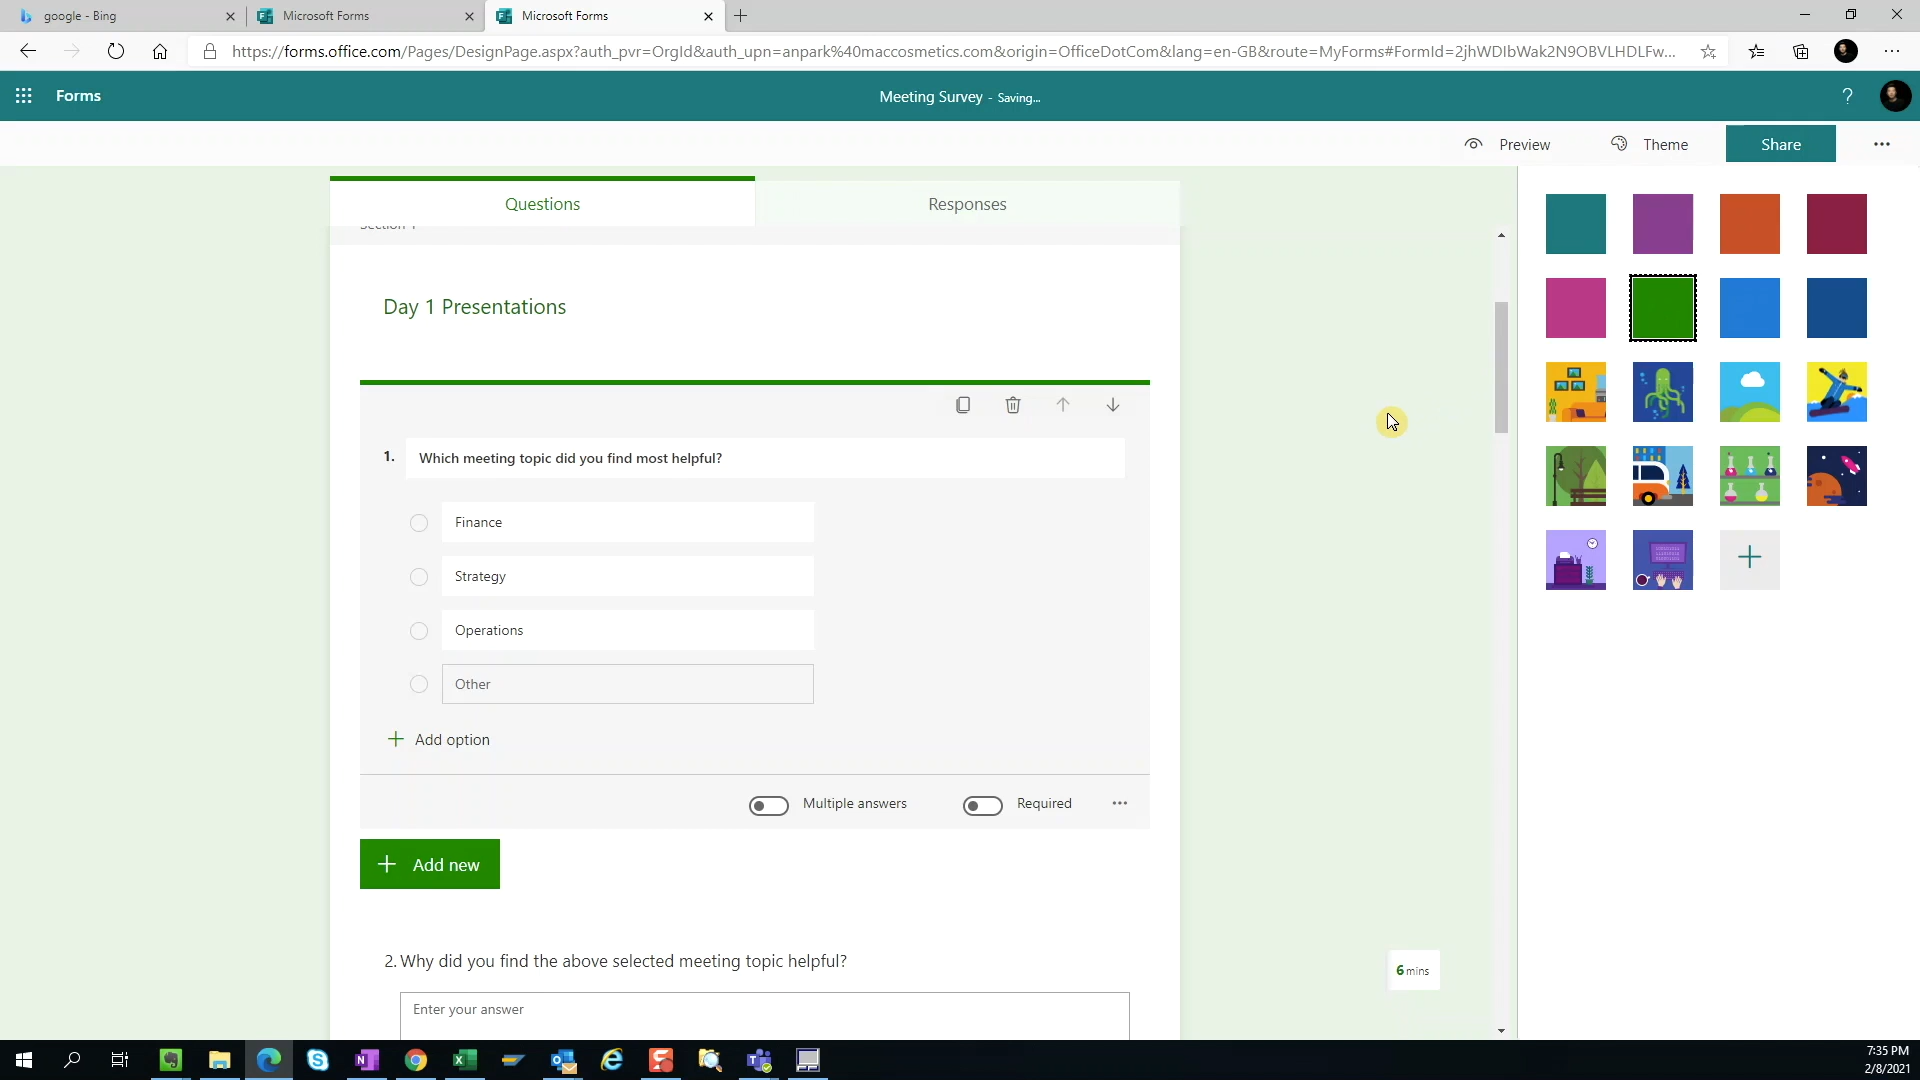 google - Bing
Microsoft Forms
Microsoft Forms
https://forms.office.com/Pages/DesignPage.aspx?auth_pvr=OrgId&auth_upn=anpark%40maccosmetics.com&origin=OfficeDotCom&lang=en-GB&route=MyForms#FormId=2jhWDIbWak2N9OBVLHDLFw...
Forms
Meeting Survey - Saving...
?
Preview
Theme
Share
Questions
Responses
Section 1
Day 1 Presentations
1. Which meeting topic did you find most helpful?
Finance
Strategy
Operations
Other
Add option
Multiple answers
Required
Add new
2. Why did you find the above selected meeting topic helpful?
6 mins
Enter your answer
7:35 PM
2/8/2021